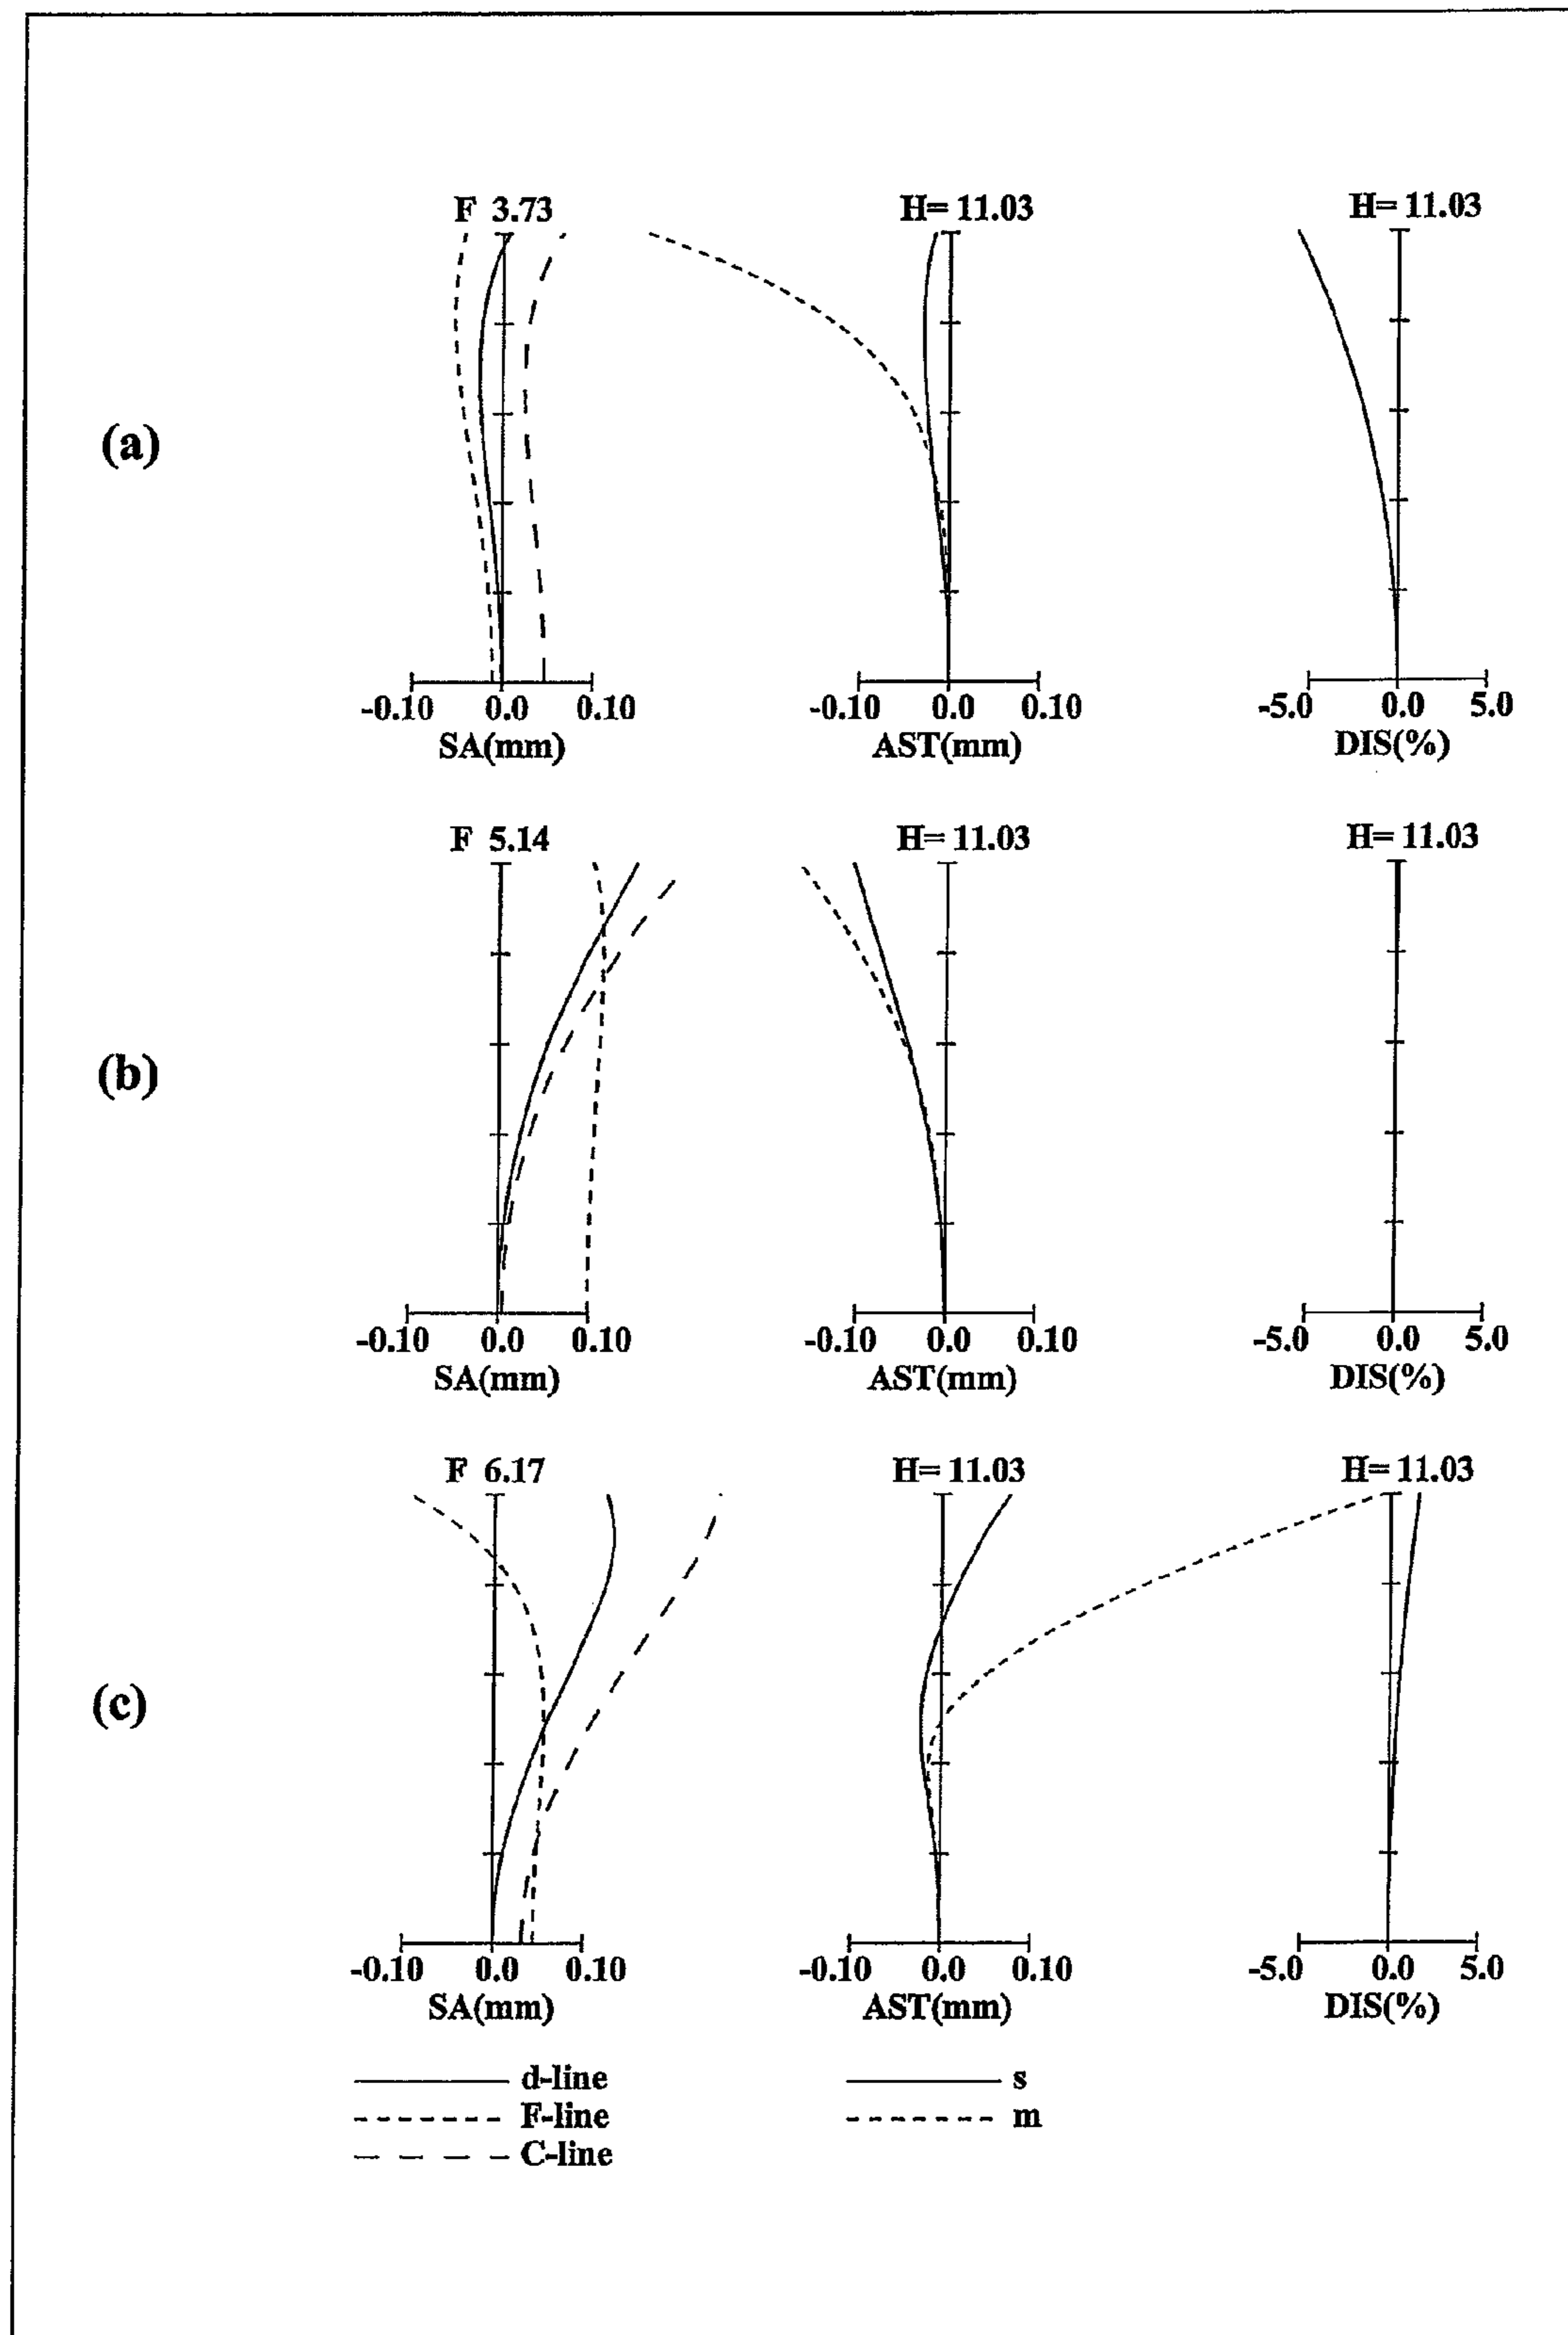 F 3.73 H= 11.03 H= 11.03
(a)
-0.10 0.0 0.10 -0.10 0.0 0.10 -5.0 0.0 5.0
SA(mm) AST(mm) DIS(%)
F 5.14 H= 11.03 H= 11.03
(b)
-0.10 0.0 0.10 -0.10 0.0 0.10 -5.0 0.0 5.0
SA(mm) AST(mm) DIS(%)
F 6.17 H= 11.03 H= 11.03
(c)
-0.10 0.0 0.10 -0.10 0.0 0.10 -5.0 0.0 5.0
SA(mm) AST(mm) DIS(%)
d-line s
F-line m
C-line